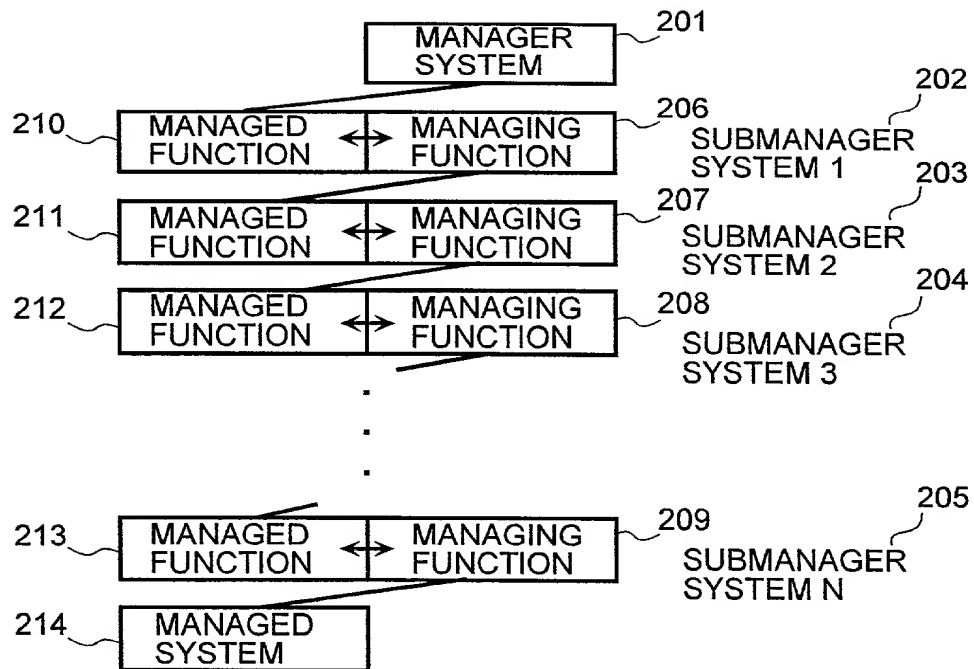 201
MANAGER
SYSTEM
202
210
MANAGED
FUNCTION
MANAGING
FUNCTION
206
SUBMANAGER
SYSTEM 1
203
211
MANAGED
FUNCTION
MANAGING
FUNCTION
207
SUBMANAGER
SYSTEM 2
204
212
MANAGED
FUNCTION
MANAGING
FUNCTION
208
SUBMANAGER
SYSTEM 3
205
213
MANAGED
FUNCTION
MANAGING
FUNCTION
209
SUBMANAGER
SYSTEM N
214
MANAGED
SYSTEM